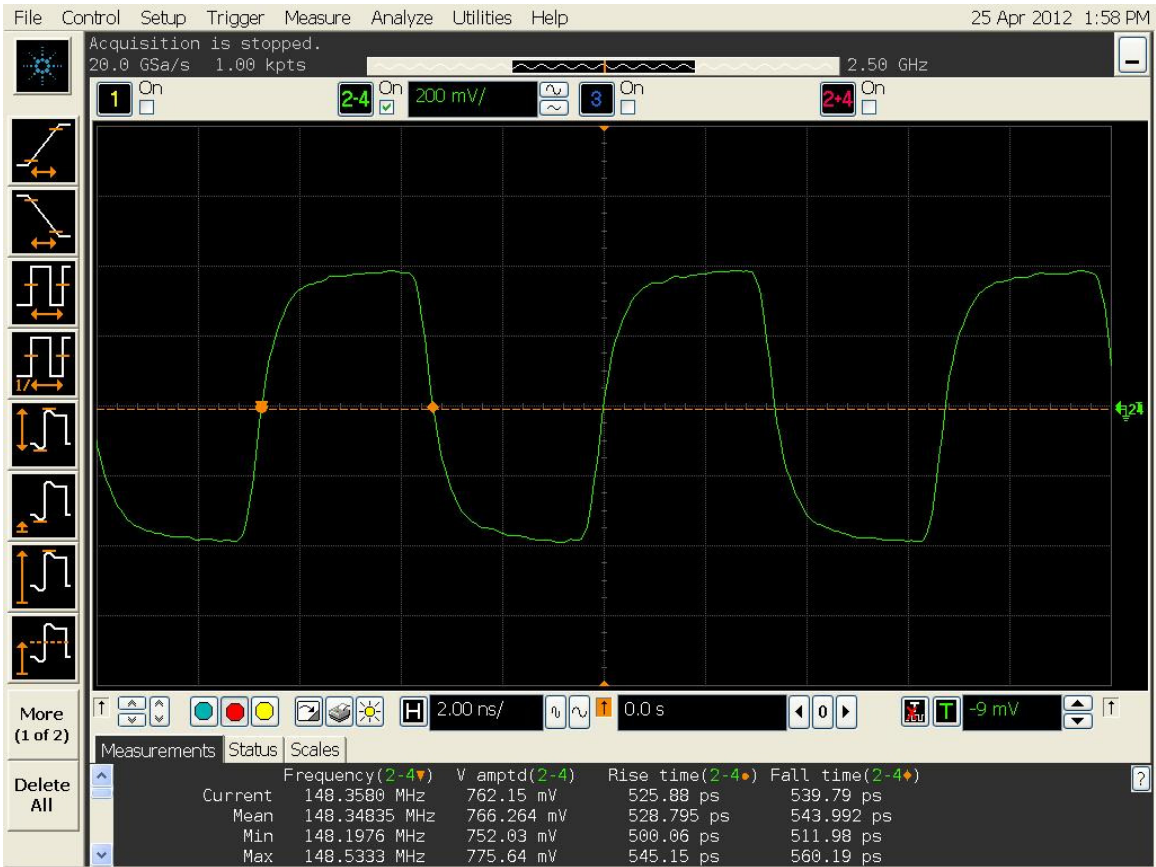 File Control Setup Trigger Measure Analyze Utilities Help 25 Apr 2012 1:58 PM
Acquisition is stopped.
20.0 GSa/s 1.00 kpts 2.50 GHz
1 On 2-4 On 200 mV/ 3 On 2+4 On
1/
More
(1 of 2)
Delete
All
H 2.00 ns/ 0.0 s 0 T -9 mV
Measurements Status Scales
Frequency(2-4) V amptd(2-4) Rise time(2-4) Fall time(2-4) ?
Current 148.3580 MHz 762.15 mV 525.88 ps 539.79 ps
Mean 148.34835 MHz 766.264 mV 528.795 ps 543.992 ps
Min 148.1976 MHz 752.03 mV 500.06 ps 511.98 ps
Max 148.5333 MHz 775.64 mV 545.15 ps 560.19 ps